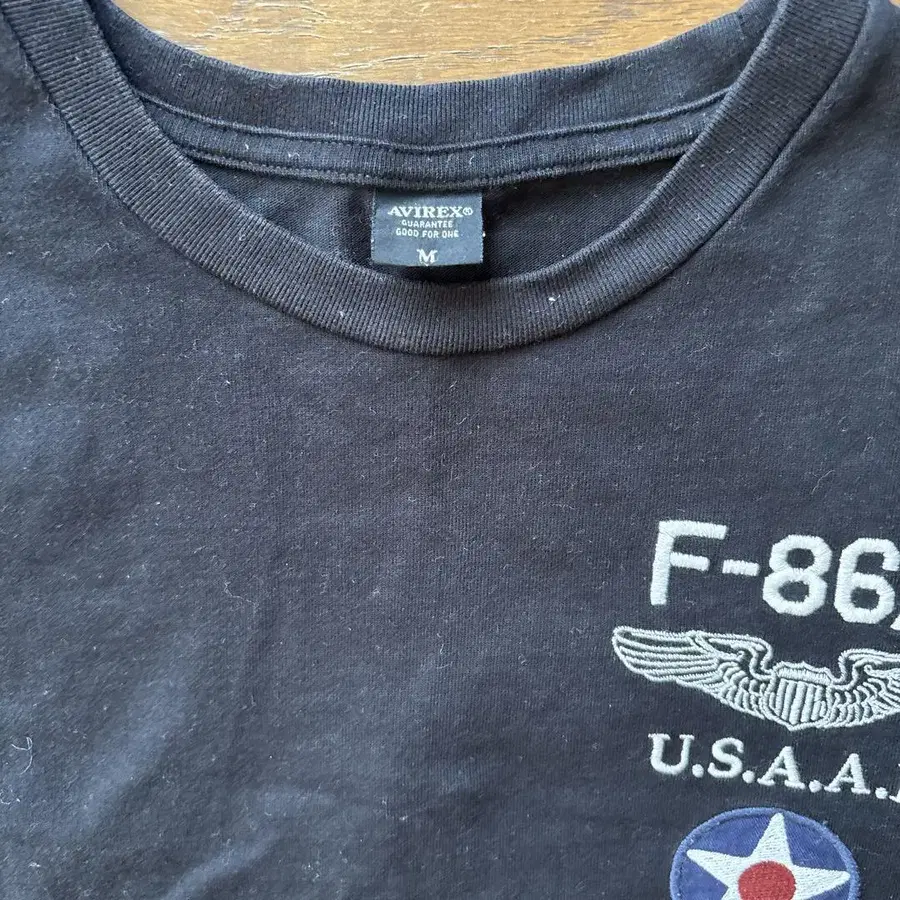 AVIREX®
GUARANTEE
GOOD FOR ONE
M
F-86
U.S.A.A.